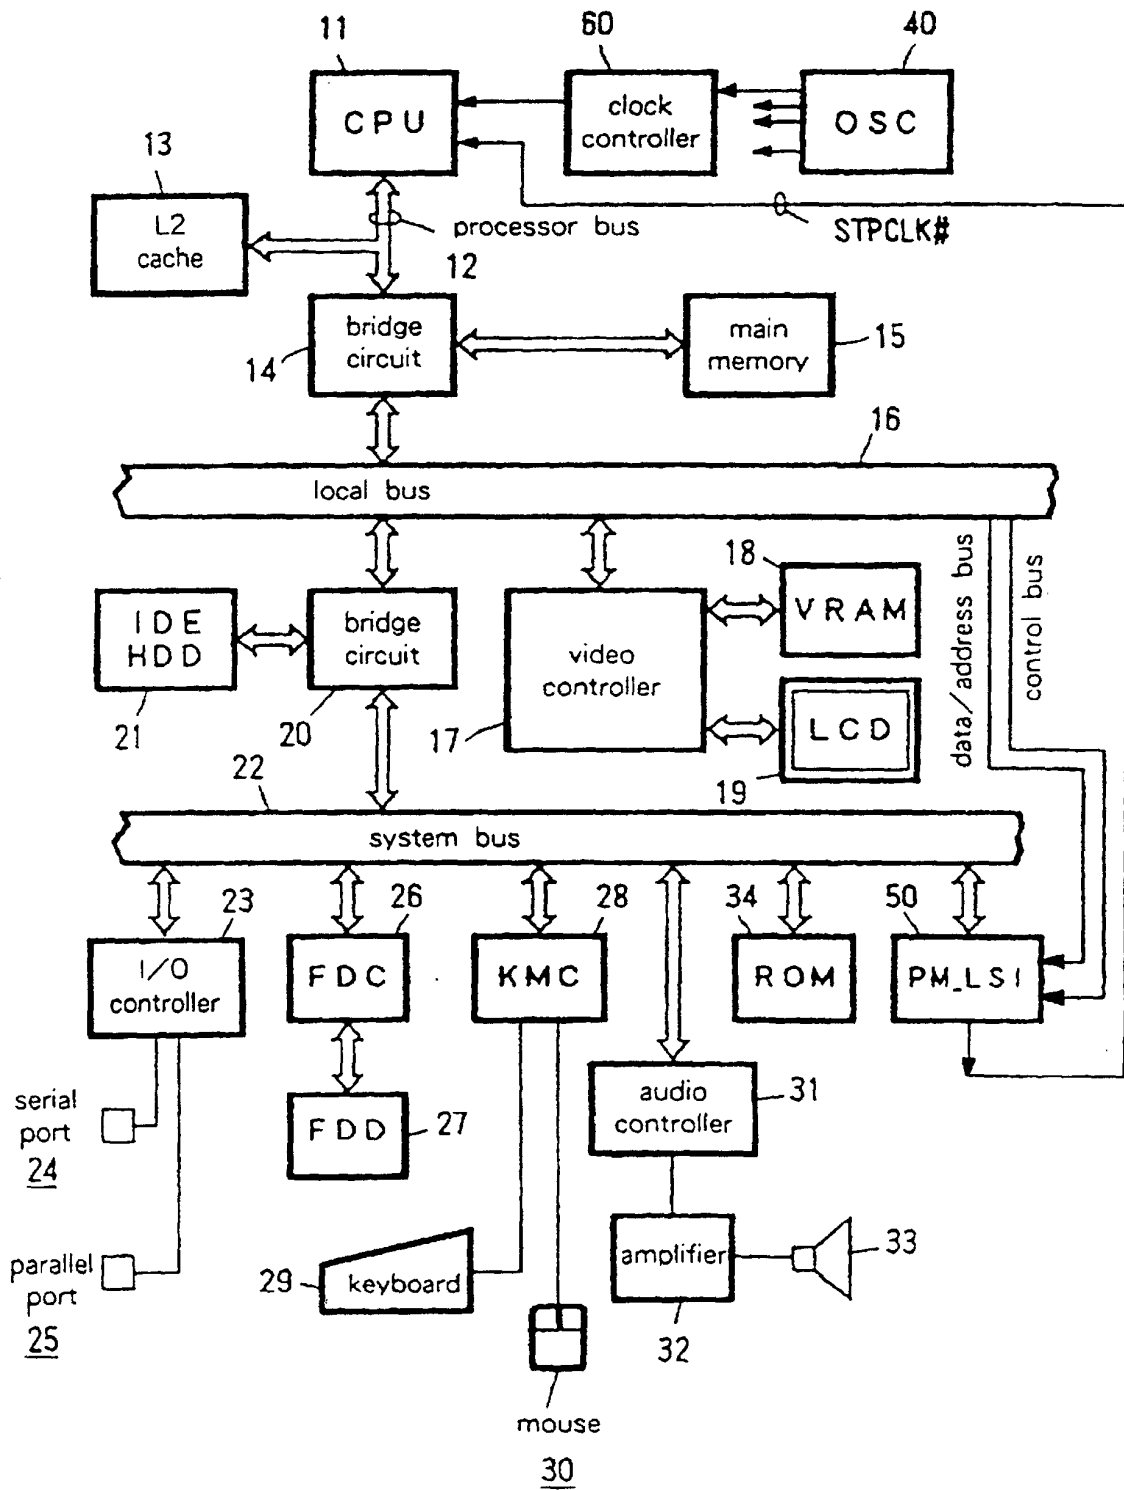 11
60
40
CPU
clock
controller
OSC
13
L2
cache
processor bus
12
STPCLK#
bridge
circuit
14
main
memory
15
16
local bus
data/address bus
control bus
18
VRAM
IDE
HDD
bridge
circuit
video
controller
LCD
21
20
17
19
22
system bus
23
26
28
34
50
I/O
controller
FDC
KMC
ROM
PM_LSI
serial
port
24
FDD
27
audio
controller
31
parallel
port
25
29
keyboard
amplifier
33
32
mouse
30